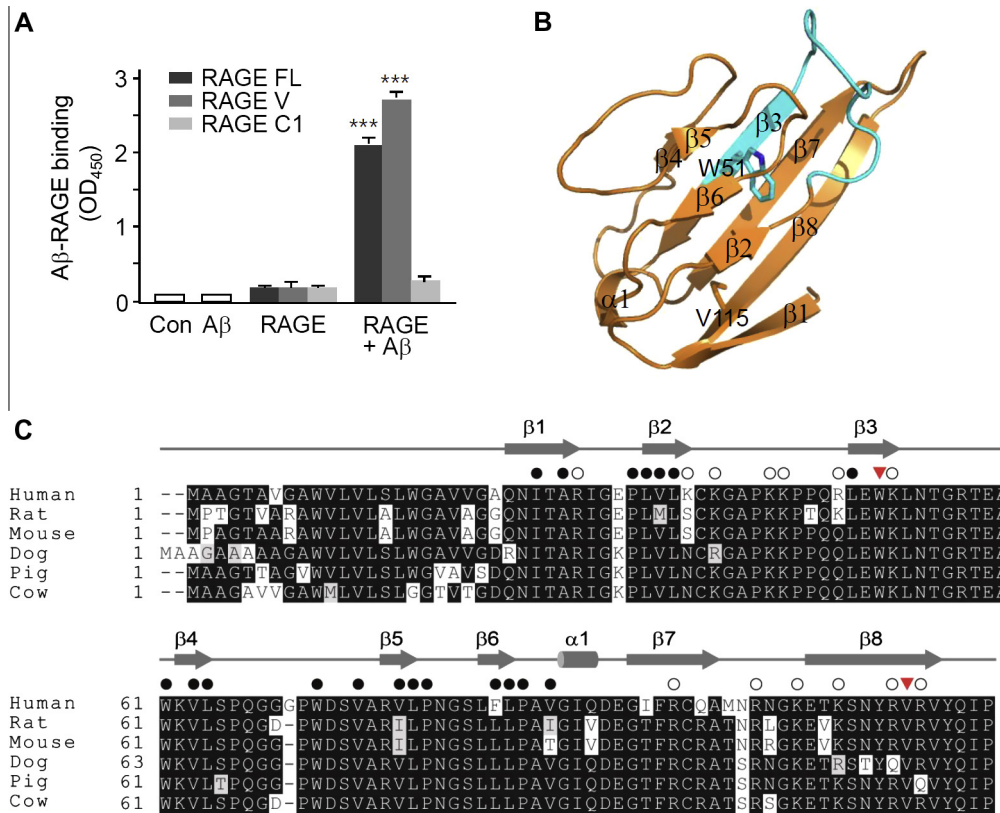 A
Aβ-RAGE binding
(OD450)
3
2
1
0
RAGE FL
RAGE V
RAGE C1
***
***
Con Aβ RAGE RAGE
+ Aβ
B
β3
β5
β4
β7
W51
β6
β2
β8
α1
V115
β1
C
β1 β2 β3
Human 1 --MAAGTAVGAWVLVLSLWGAVVGAQNITARIGEPLVLKCKGAPKKPPQRLEWKLNTGRTEA
Rat 1 --MPTGTVARAWVLVLALWGAVAGGQNITARIGEPLMLSCKGAPKKPTQKLEWKLNTGRTEA
Mouse 1 --MPAGTAARAWVLVLALWGAVAGGQNITARIGEPLVLSCKGAPKKPPQQLEWKLNTGRTEA
Dog 1 MAAGAAAAAGAWVLVLSLWGAVVGDRNITARIGKPLVLNCRGAPKKPPQQLEWKLNTGRTEA
Pig 1 --MAAGTTAGVWVLVLSLWGVAVSDQNITARIGKPLVLNCKGAPKKPPQQLEWKLNTGRTEA
Cow 1 --MAAGAVVGAWMLVLSLGGTVTGDQNITARIGKPLVLNCKGAPKKPPQQLEWKLNTGRTEA
β4 β5 β6 α1 β7 β8
Human 61 WKVLSPQGGGPWDSVARVLPNGSLFLPAVGIQDEGIFRCQAMNRNGKETKSNYRVRVYQIP
Rat 61 WKVLSPQGD-PWDSVARILPNGSLLLPAIGIVDEGTFRCRATNRLGKEVKSNYRVRVYQIP
Mouse 61 WKVLSPQGG-PWDSVARILPNGSLLLPATGIVDEGTFRCRATNRRGKEVKSNYRVRVYQIP
Dog 63 WKVLSPQGG-PWDSVARVLPNGSLLLPAVGIQDEGTFRCRATSRNGKETRSTYQVRVYQIP
Pig 61 WKVLTPQGG-PWDSVARVLPNGSLLLPAVGIQDEGTFRCRATNRNGKETKSNYRVQVYQIP
Cow 61 WKVLSPQGD-PWDSVARVLPNGSLLLPAVGIQDEGTFRCRATSRSGKETKSNYRVRVYQIP